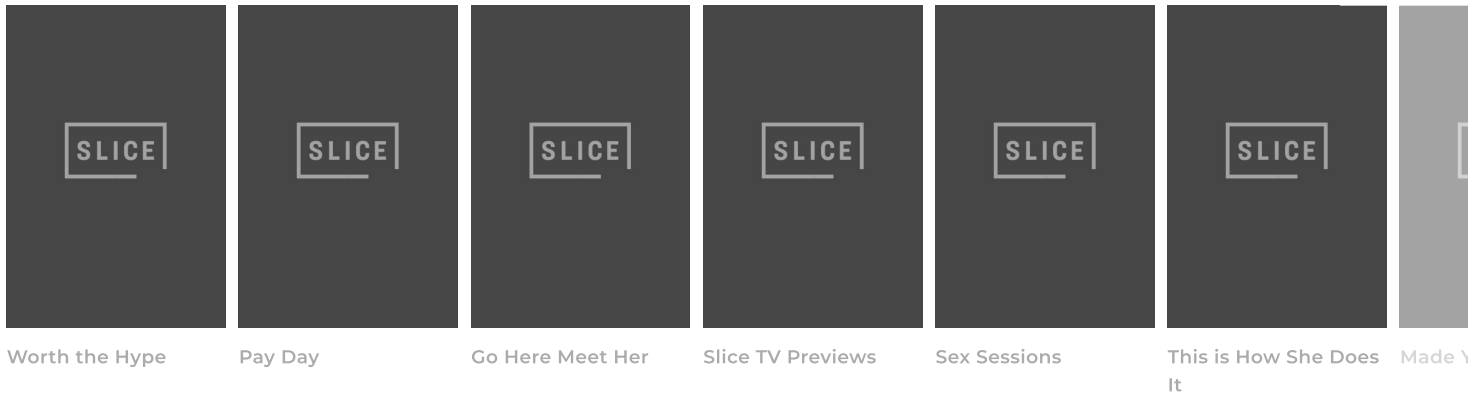 SLICE
SLICE
SLICE
SLICE
SLICE
SLICE
Worth the Hype
Pay Day
Go Here Meet Her
Slice TV Previews
Sex Sessions
This is How She Does
It
Made